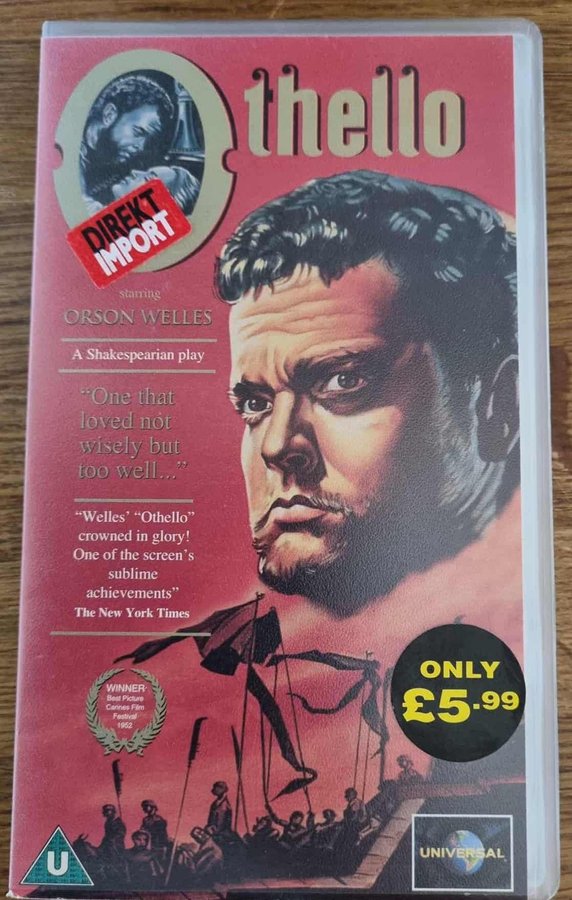 Othello
DIREKT
IMPORT
starring
ORSON WELLES
A Shakespearian play
“One that
loved not
wisely but
too well...”
“Welles’ “Othello”
crowned in glory!
One of the screen’s
sublime
achievements”
The New York Times
WINNER
Best Picture
Cannes Film
Festival
1952
ONLY
£5.99
U
UNIVERSAL